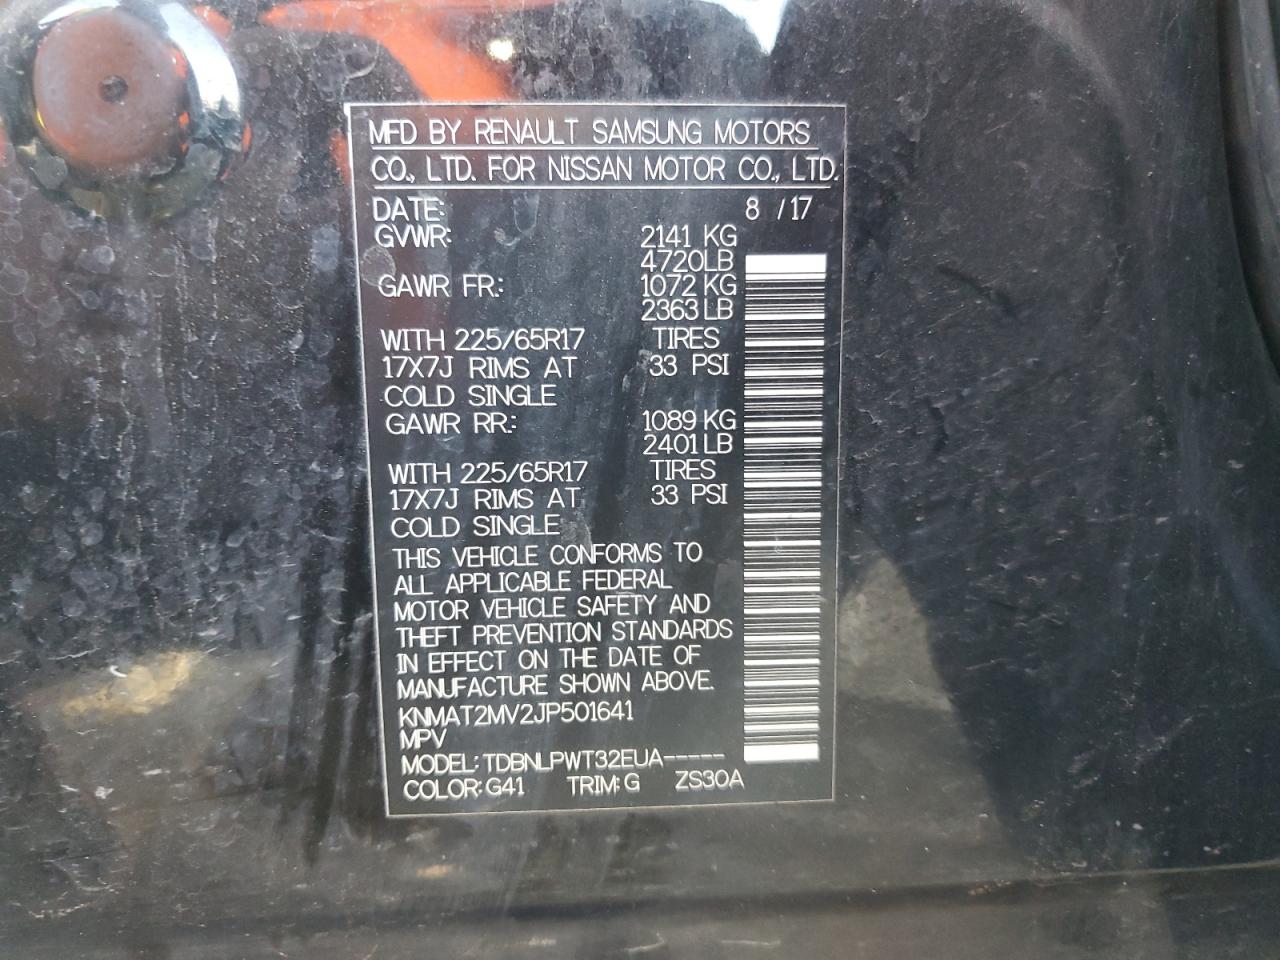 MFD BY RENAULT SAMSUNG MOTORS
CO., LTD. FOR NISSAN MOTOR CO., LTD.
DATE: 8 /17
GVWR: 2141 KG
4720LB
GAWR FR: 1072 KG
2363LB
WITH 225/65R17 TIRES
17X7J RIMS AT 33 PSI
COLD SINGLE
GAWR RR: 1089 KG
2401LB
WITH 225/65R17 TIRES
17X7J RIMS AT 33 PSI
COLD SINGLE
THIS VEHICLE CONFORMS TO
ALL APPLICABLE FEDERAL
MOTOR VEHICLE SAFETY AND
THEFT PREVENTION STANDARDS
IN EFFECT ON THE DATE OF
MANUFACTURE SHOWN ABOVE.
KNMAT2MV2JP501641
MPV
MODEL: TDBNLPWT32EUA-----
COLOR: G41 TRIM: G ZS30A